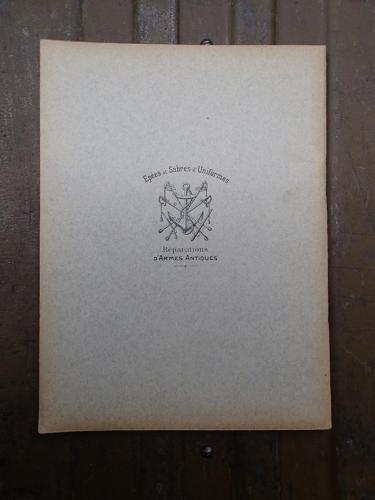 Epées et Sabres d'Uniformes
Réparations
D'ARMES ANTIQUES